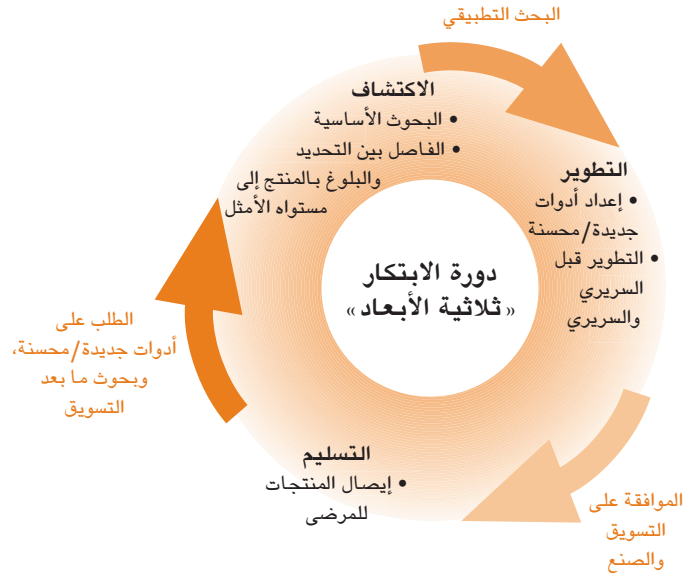 البحث التطبيقي
الاكتشاف
• البحوث الأساسية
• الفاصل بين التحديد
والبلوغ بالمنتج إلى
مستواه الأمثل
التطوير
• إعداد أدوات
جديدة/محسنة
• التطوير قبل
السريري
والسريري
دورة الابتكار
«ثلاثية الأبعاد»
الموافقة على
التسويق
والصنع
التسليم
• إيصال المنتجات
للمرضى
الطلب على
أدوات جديدة/محسنة،
وبحوث ما بعد
التسويق